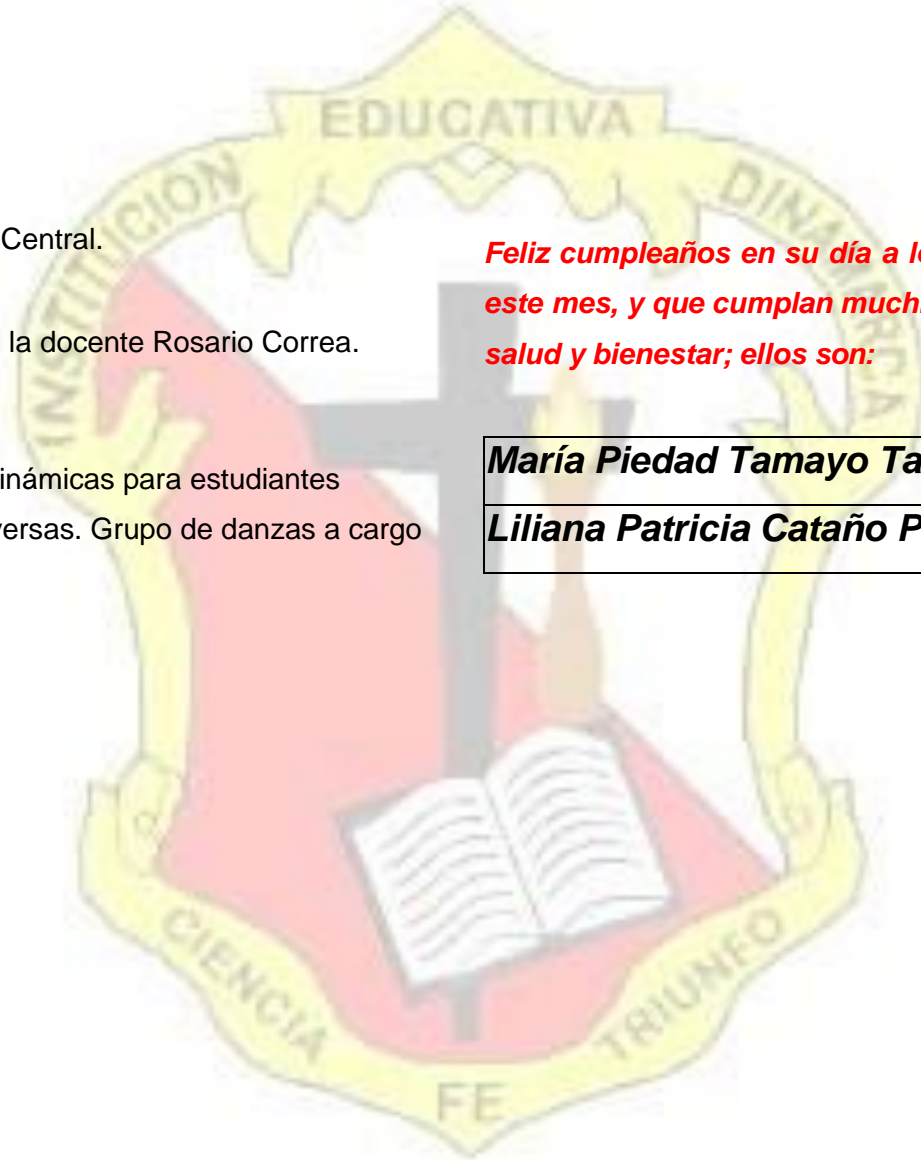 EDUCATIVA
INSTITUCION
DINAMARCA
Central.
la docente Rosario Correa.
inámicas para estudiantes
versas. Grupo de danzas a cargo
Feliz cumpleaños en su día a l
este mes, y que cumplan much
salud y bienestar; ellos son:
María Piedad Tamayo Ta
Liliana Patricia Cataño P
CIENCIA
FE
TRIUNFO